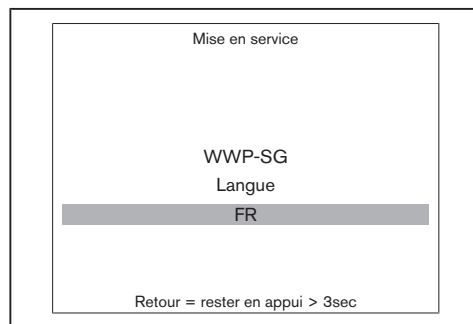 Mise en service
WWP-SG
Langue
FR
Retour = rester en appui > 3sec